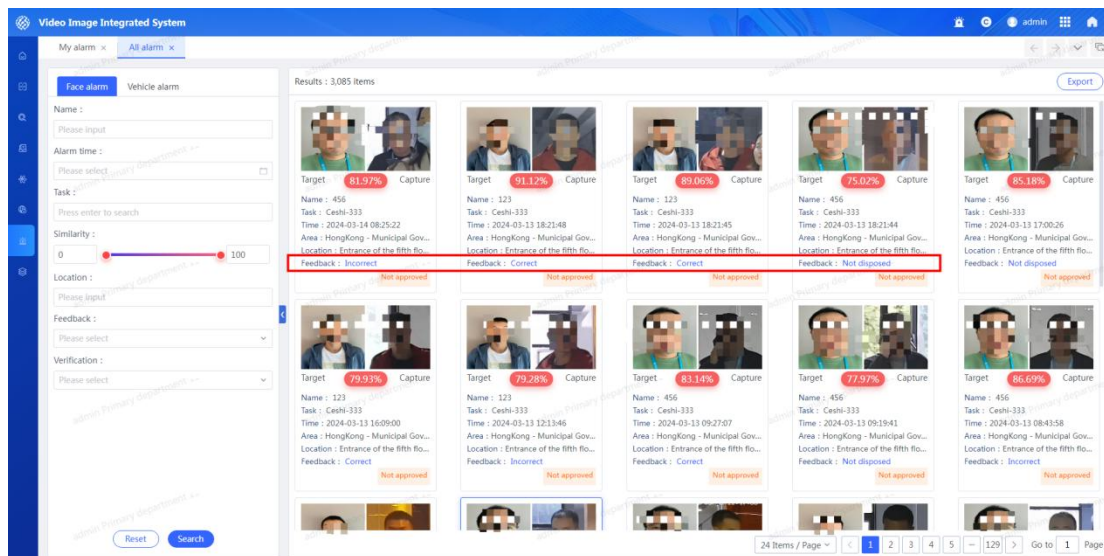 Video Image Integrated System
admin
My alarm ×
All alarm ×
Face alarm
Vehicle alarm
Name :
Please input
Alarm time :
Please select
Task :
Press enter to search
Similarity :
0
100
Location :
Please input
Feedback :
Please select
Verification :
Please select
Reset
Search
Results : 3,085 items
Export
Target 81.97% Capture
Name : 456
Task : Ceshi-333
Time : 2024-03-14 08:25:22
Area : HongKong - Municipal Gov...
Location : Entrance of the fifth flo...
Feedback : Incorrect
Not approved
Target 91.12% Capture
Name : 123
Task : Ceshi-333
Time : 2024-03-13 18:21:48
Area : HongKong - Municipal Gov...
Location : Entrance of the fifth flo...
Feedback : Correct
Not approved
Target 89.06% Capture
Name : 123
Task : Ceshi-333
Time : 2024-03-13 18:21:45
Area : HongKong - Municipal Gov...
Location : Entrance of the fifth flo...
Feedback : Correct
Not approved
Target 75.02% Capture
Name : 456
Task : Ceshi-333
Time : 2024-03-13 18:21:44
Area : HongKong - Municipal Gov...
Location : Entrance of the fifth flo...
Feedback : Not disposed
Not approved
Target 85.18% Capture
Name : 456
Task : Ceshi-333
Time : 2024-03-13 17:00:26
Area : HongKong - Municipal Gov...
Location : Entrance of the fifth flo...
Feedback : Not disposed
Not approved
Target 79.93% Capture
Name : 123
Task : Ceshi-333
Time : 2024-03-13 16:09:00
Area : HongKong - Municipal Gov...
Location : Entrance of the fifth flo...
Feedback : Correct
Not approved
Target 79.28% Capture
Name : 123
Task : Ceshi-333
Time : 2024-03-13 12:13:46
Area : HongKong - Municipal Gov...
Location : Entrance of the fifth flo...
Feedback : Incorrect
Not approved
Target 83.14% Capture
Name : 456
Task : Ceshi-333
Time : 2024-03-13 09:27:07
Area : HongKong - Municipal Gov...
Location : Entrance of the fifth flo...
Feedback : Correct
Not approved
Target 77.97% Capture
Name : 456
Task : Ceshi-333
Time : 2024-03-13 09:19:41
Area : HongKong - Municipal Gov...
Location : Entrance of the fifth flo...
Feedback : Not disposed
Not approved
Target 86.69% Capture
Name : 456
Task : Ceshi-333
Time : 2024-03-13 08:43:58
Area : HongKong - Municipal Gov...
Location : Entrance of the fifth flo...
Feedback : Incorrect
Not approved
24 Items / Page < 1 2 3 4 5 ··· 129 > Go to 1 Page